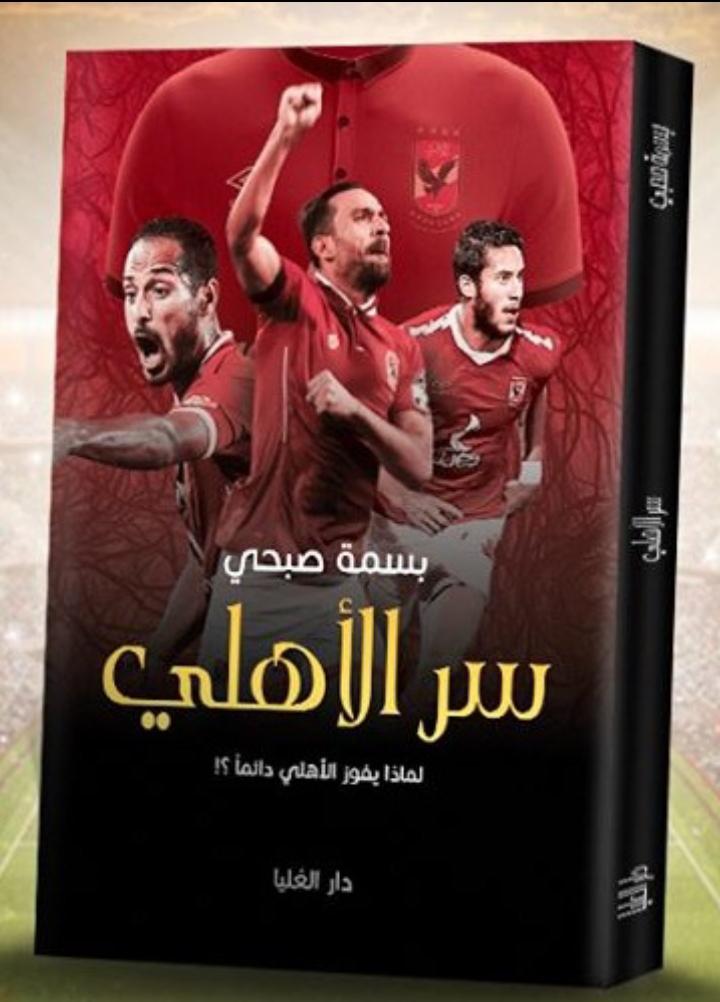 بسمة صبحي
سر الأهلي
لماذا يفوز الأهلي دائماً ؟!
دار الغليا
بسمة صبحي
سر الأهلي